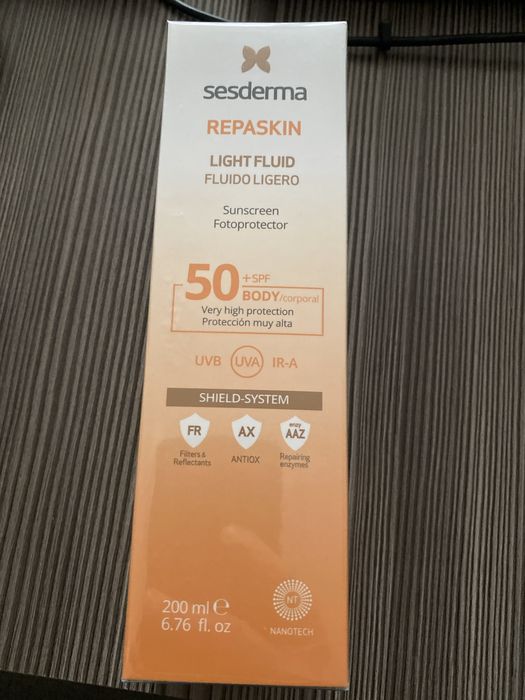 sesderma
REPASKIN
LIGHT FLUID
FLUIDO LIGERO
Sunscreen
Fotoprotector
50 +SPF
BODY/corporal
Very high protection
Protección muy alta
UVB UVA IR-A
SHIELD-SYSTEM
FR AX enzy AAZ
Filters & Reflectants
ANTIOX
Repairing enzymes
200 ml ℮
6.76 fl. oz
NT
NANOTECH